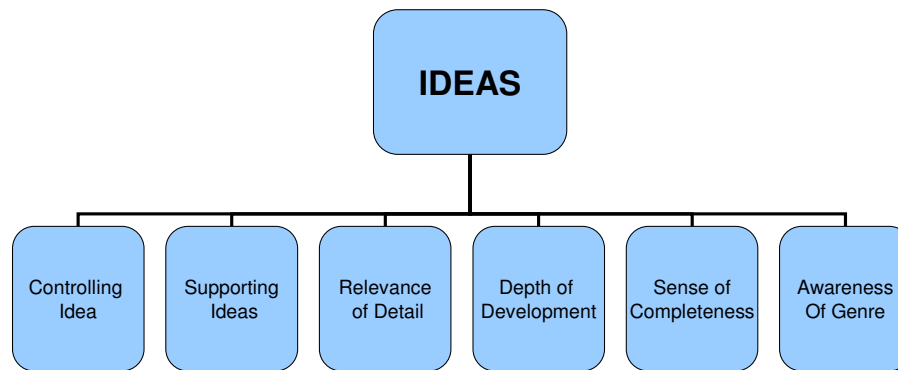 IDEAS
Controlling
Idea
Supporting
Ideas
Relevance
of Detail
Depth of
Development
Sense of
Completeness
Awareness
Of Genre